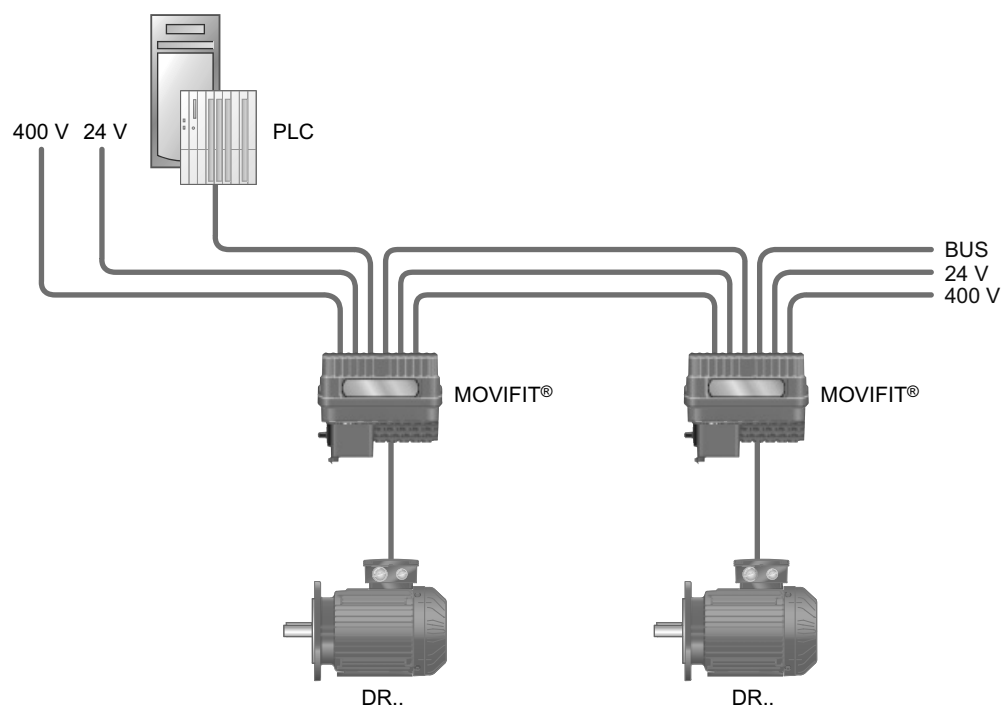 400 V 24 V PLC
BUS
24 V
400 V
MOVIFIT® MOVIFIT®
DR.. DR..